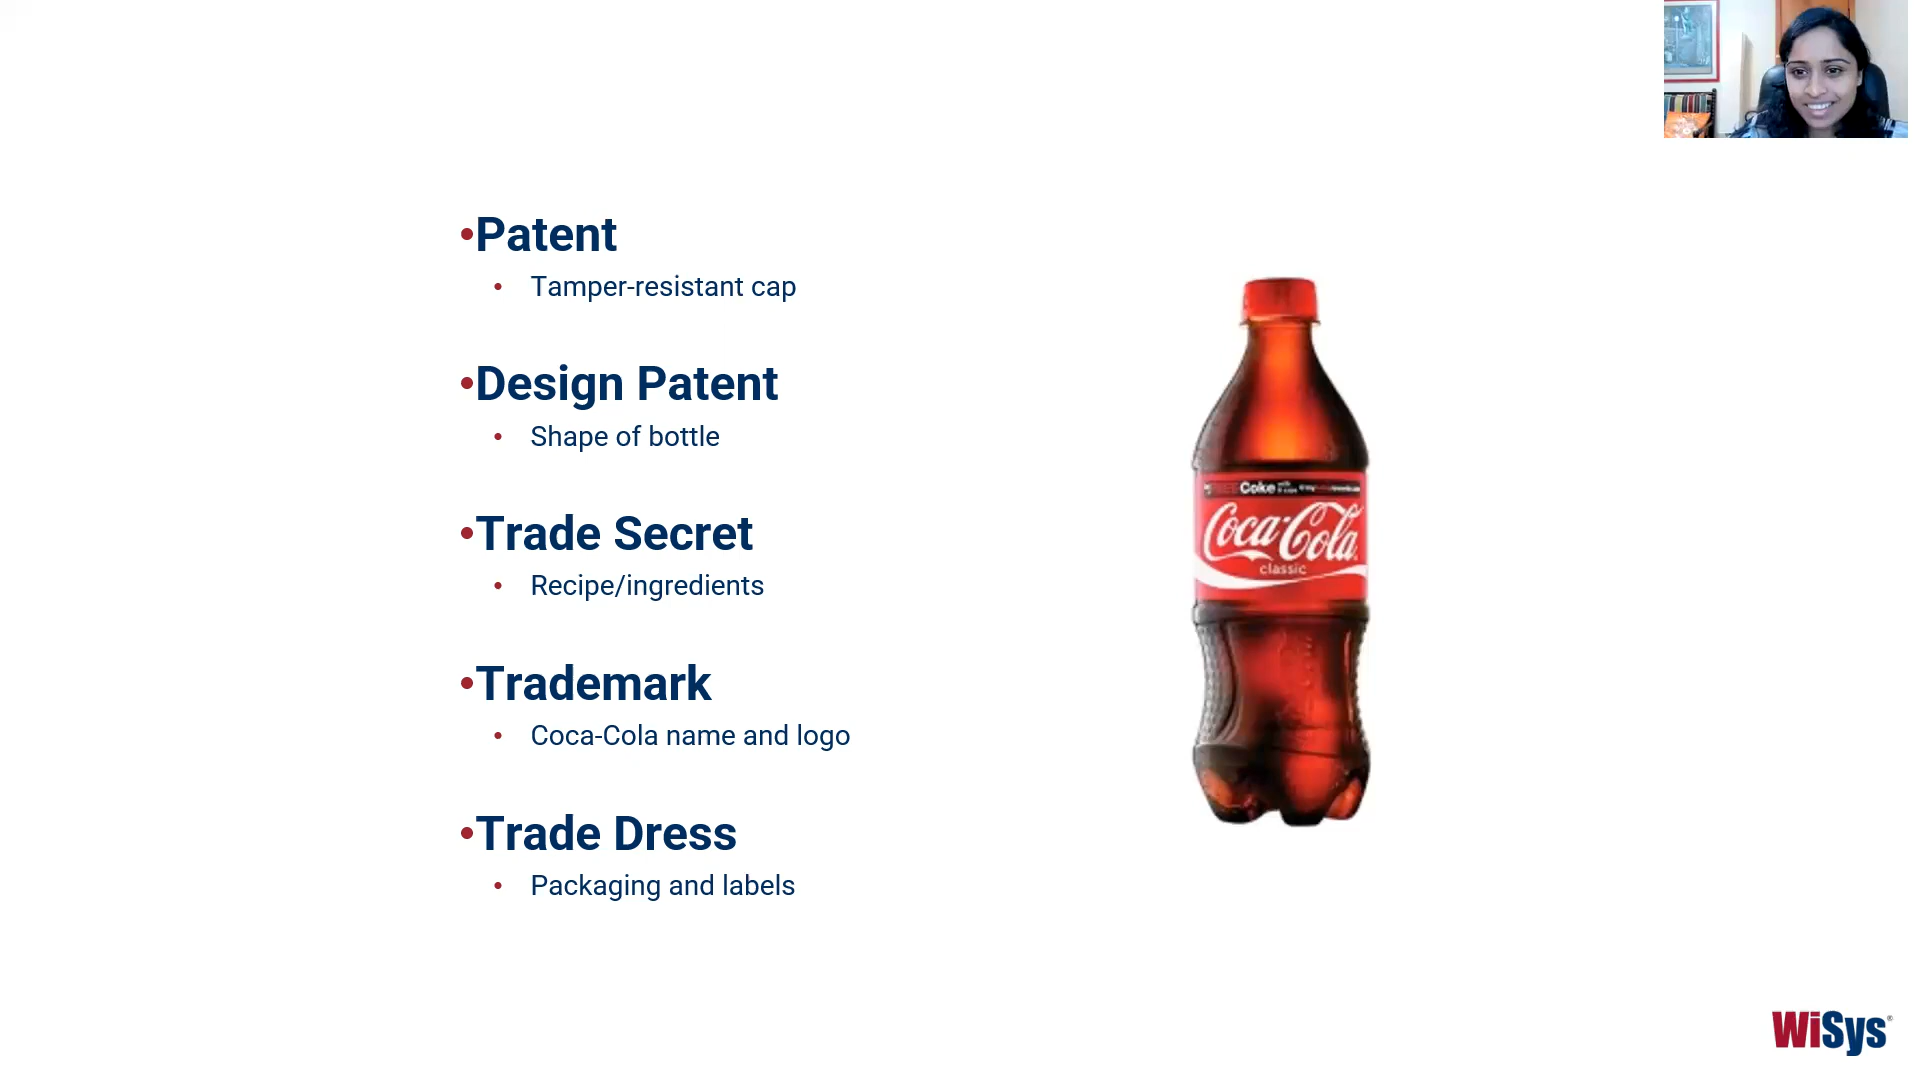 •Patent
• Tamper-resistant cap
•Design Patent
• Shape of bottle
•Trade Secret
• Recipe/ingredients
•Trademark
• Coca-Cola name and logo
•Trade Dress
• Packaging and labels
Coke
Coca-Cola
classic
WiSys®